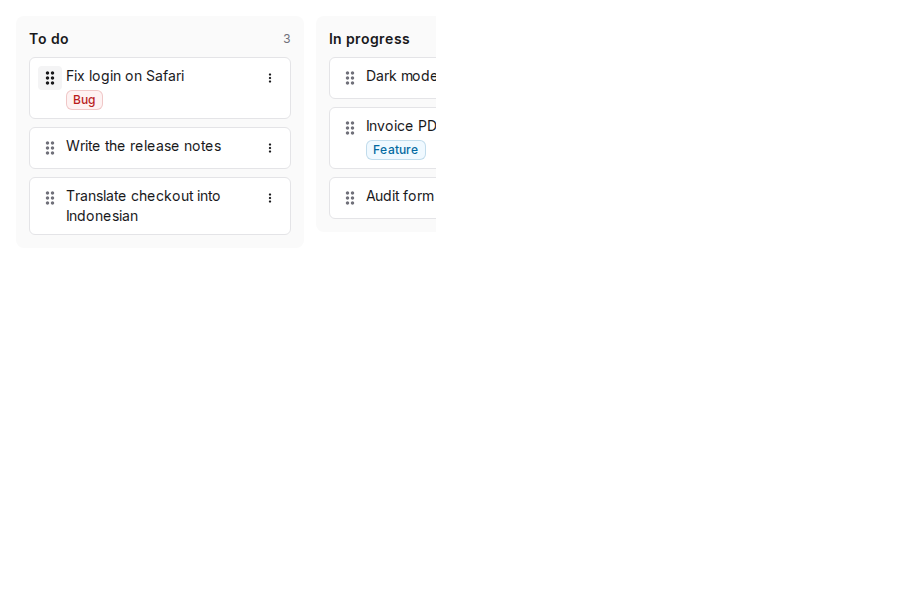 To do
3
Fix login on Safari
Bug
Write the release notes
Translate checkout into
Indonesian
In progress
Dark mode
Invoice PD
Feature
Audit form